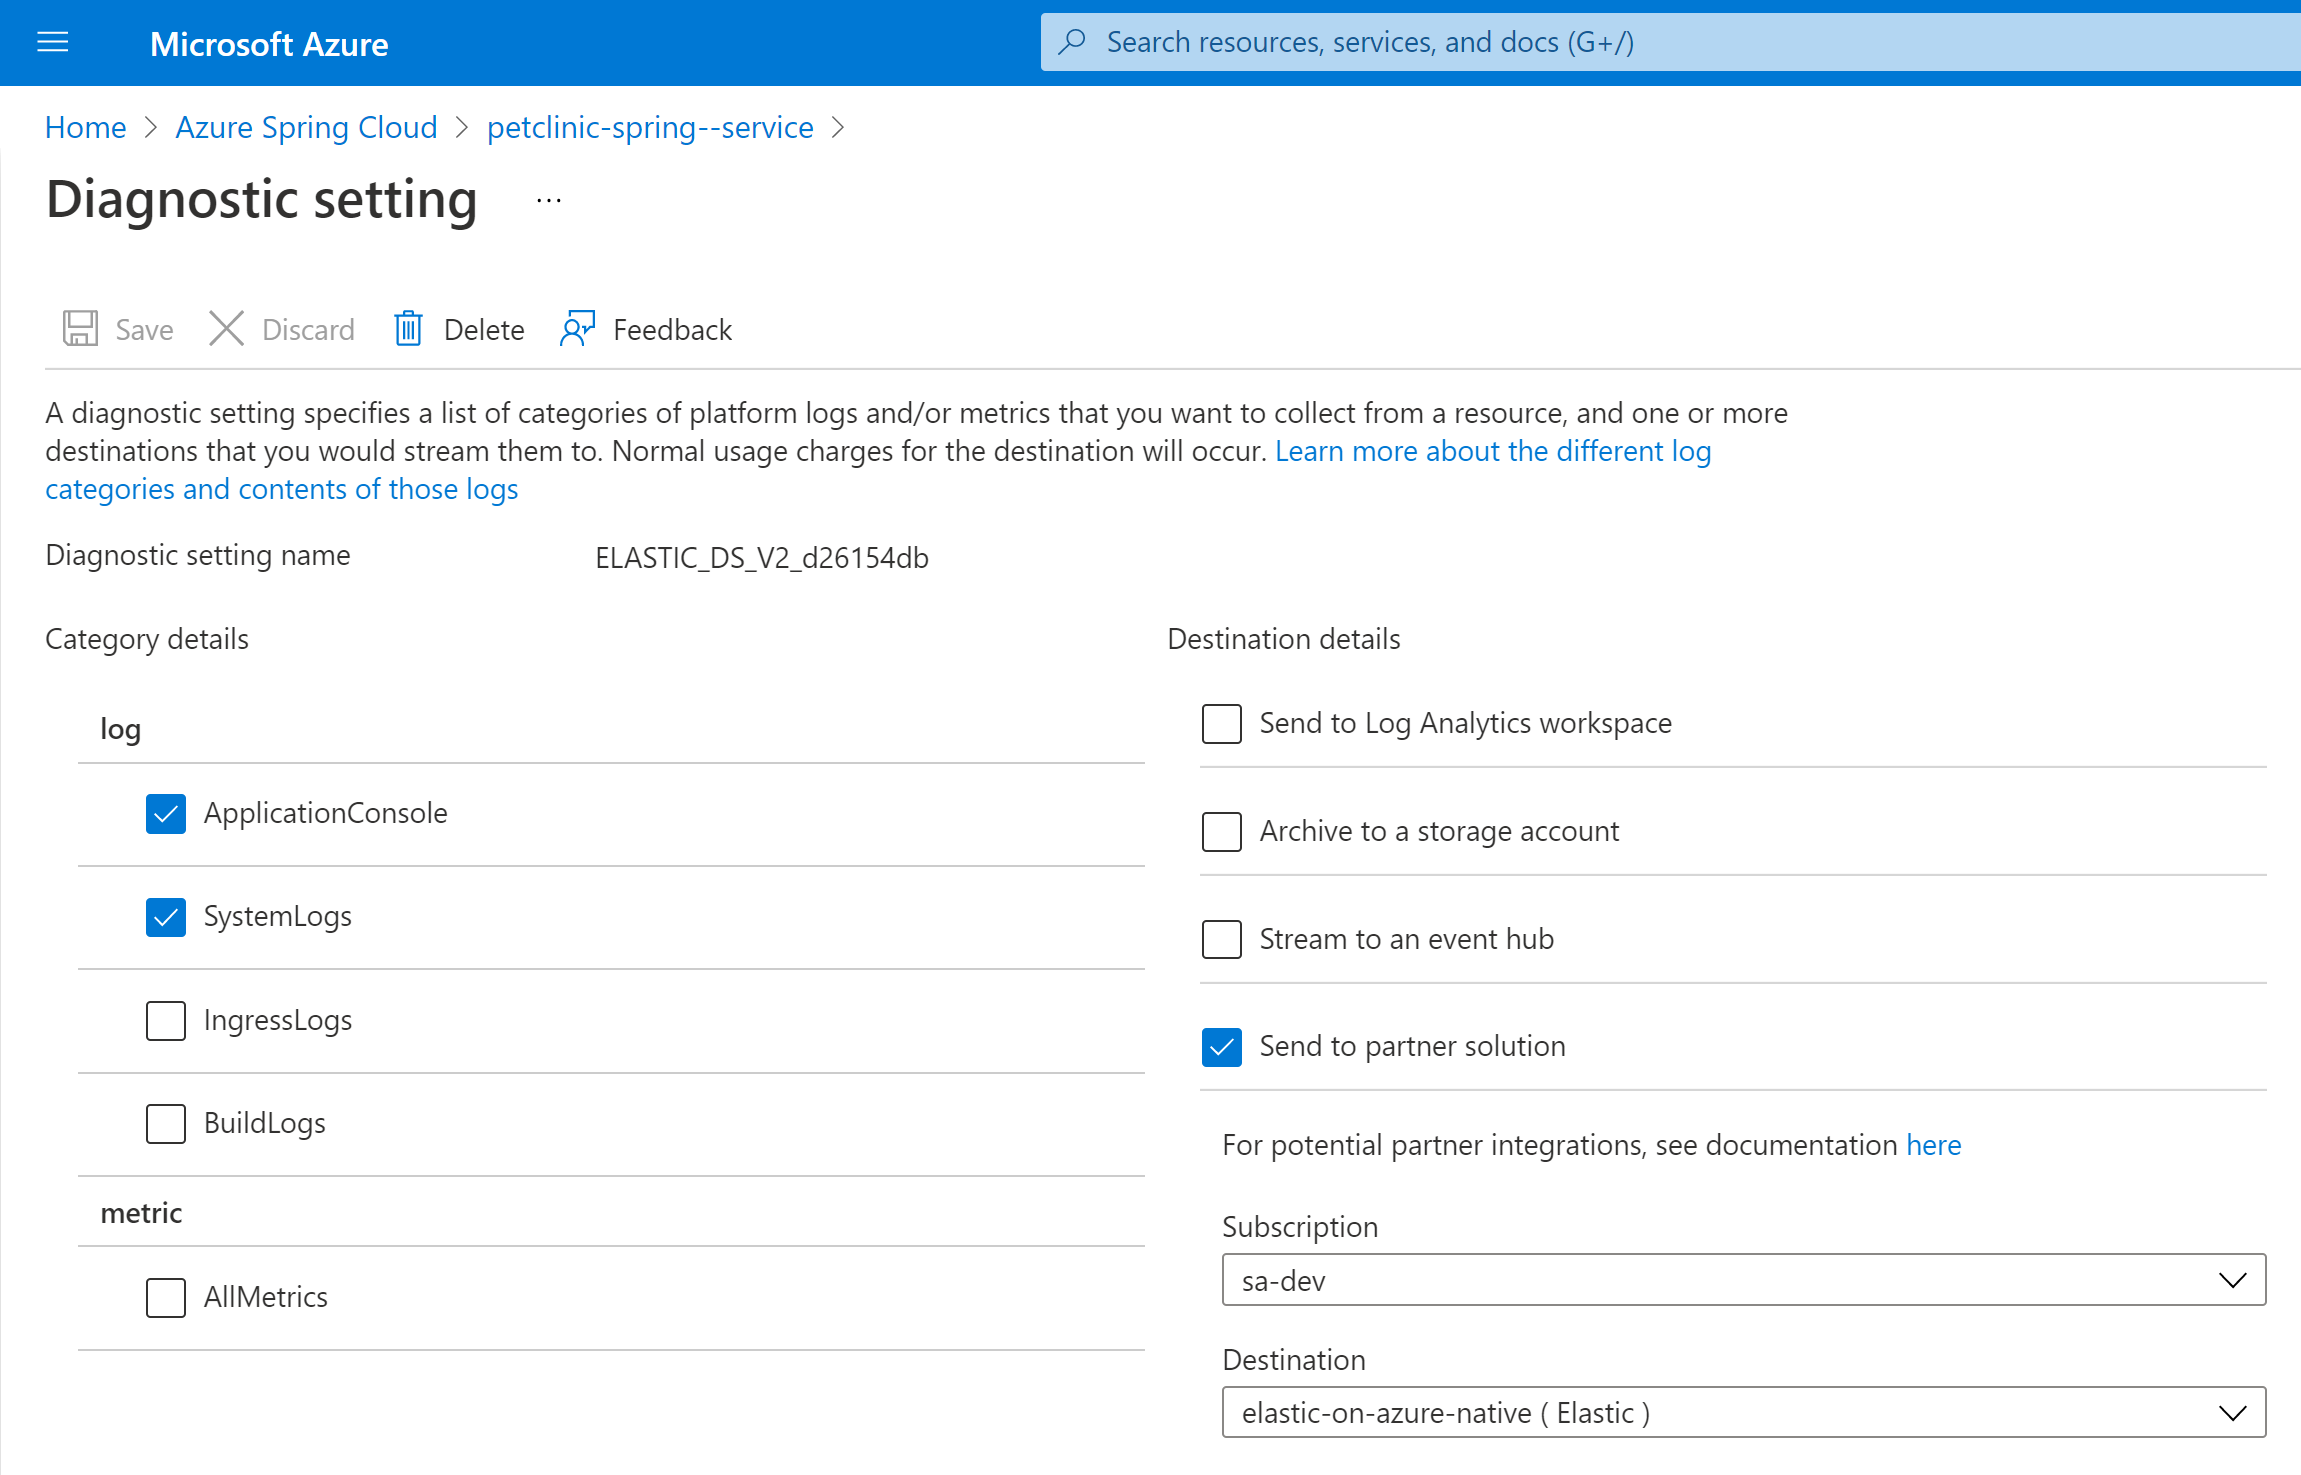 Microsoft Azure
Search resources, services, and docs (G+/)
Home > Azure Spring Cloud > petclinic-spring--service >
Diagnostic setting ...
Save
Discard
Delete
Feedback
A diagnostic setting specifies a list of categories of platform logs and/or metrics that you want to collect from a resource, and one or more
destinations that you would stream them to. Normal usage charges for the destination will occur. Learn more about the different log
categories and contents of those logs
Diagnostic setting name
ELASTIC_DS_V2_d26154db
Category details
log
ApplicationConsole
SystemLogs
IngressLogs
BuildLogs
metric
AllMetrics
Destination details
Send to Log Analytics workspace
Archive to a storage account
Stream to an event hub
Send to partner solution
For potential partner integrations, see documentation here
Subscription
sa-dev
Destination
elastic-on-azure-native ( Elastic )